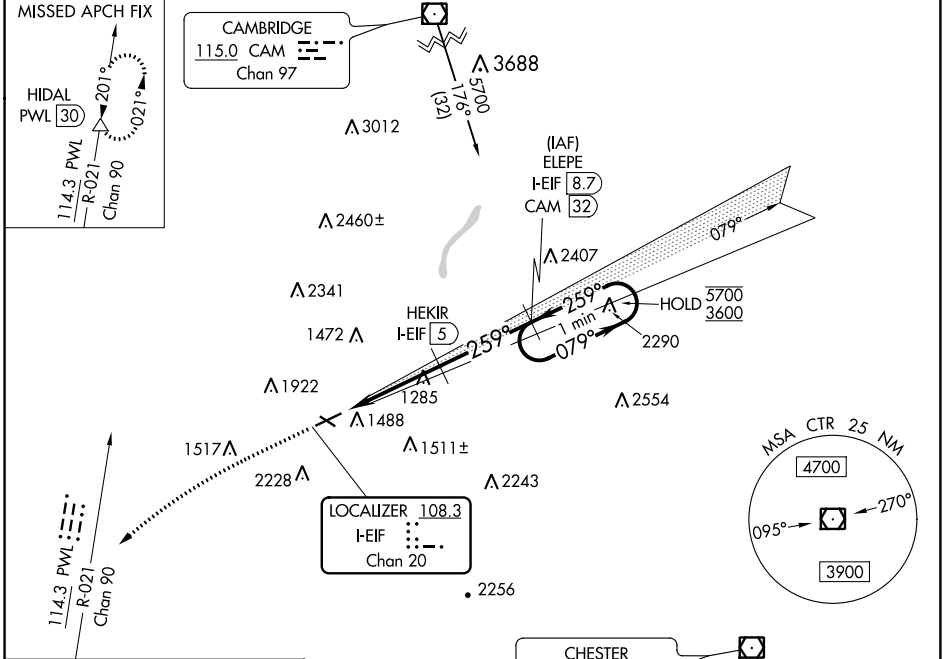 MISSED APCH FIX
HIDAL
PWL 30
201°
021°
114.3 PWL
R-021
Chan 90
CAMBRIDGE
115.0 CAM
Chan 97
3688
5700
176°
(32)
3012
(IAF)
ELEPE
I-EIF 8.7
CAM 32
2460±
2407
079°
2341
HEKIR
I-EIF 5
259°
259°
1 min
079°
HOLD 5700
3600
2290
1472
1922
1285
1488
2554
1517
1511±
2228
2243
LOCALIZER 108.3
I-EIF
Chan 20
MSA CTR 25 NM
4700
095°
270°
3900
114.3 PWL
R-021
Chan 90
2256
CHESTER